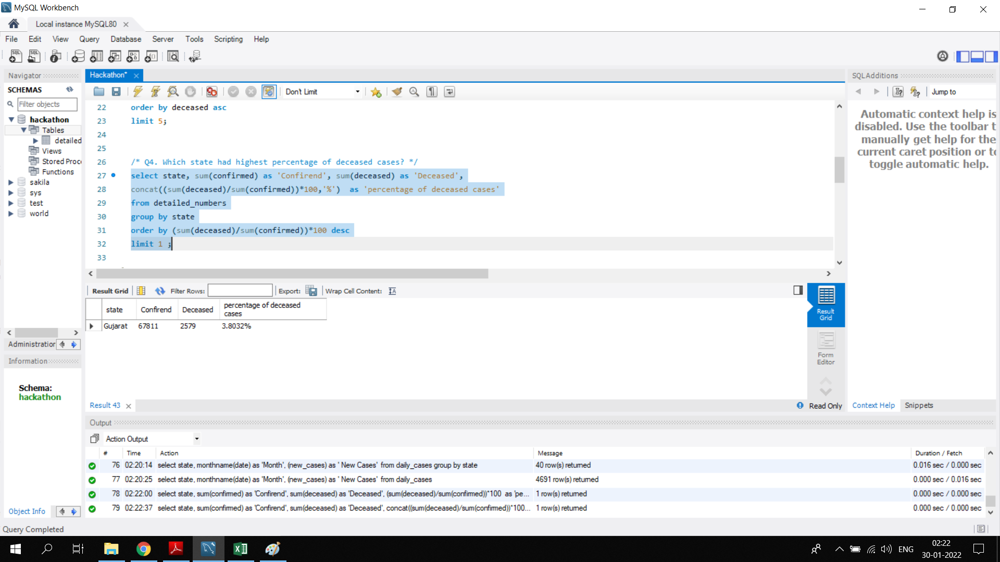 MySQL Workbench
Local instance MySQL80
File Edit View Query Database Server Tools Scripting Help
Navigator
SCHEMAS
Filter objects
hackathon
Tables
detailed
Views
Stored Proc
Functions
sakila
sys
test
world
Administration
Information
Schema:
hackathon
Object Info
Hackathon*
Don't Limit
22 order by deceased asc
23 limit 5;
24
25
26 /* Q4. Which state had highest percentage of deceased cases? */
27 select state, sum(confirmed) as 'Confirend', sum(deceased) as 'Deceased',
28 concat((sum(deceased)/sum(confirmed))*100,'%')  as 'percentage of deceased cases'
29 from detailed_numbers
30 group by state
31 order by (sum(deceased)/sum(confirmed))*100 desc
32 limit 1 ;
33
Result Grid Filter Rows: Export: Wrap Cell Content:
state Confirend Deceased percentage of deceased
cases
Gujarat 67811 2579 3.8032%
Result
Grid
Form
Editor
Result 43
Read Only
SQLAdditions
Jump to
Automatic context help is
disabled. Use the toolbar t
manually get help for the
current caret position or to
toggle automatic help.
Context Help Snippets
Output
Action Output
# Time Action Message Duration / Fetch
76 02:20:14 select state, monthname(date) as 'Month', (new_cases) as ' New Cases' from daily_cases group by state 40 row(s) returned 0.016 sec / 0.000 sec
77 02:20:25 select state, monthname(date) as 'Month', (new_cases) as ' New Cases' from daily_cases 4691 row(s) returned 0.000 sec / 0.016 sec
78 02:22:00 select state, sum(confirmed) as 'Confirend', sum(deceased) as 'Deceased', (sum(deceased)/sum(confirmed))*100  as 'pe... 1 row(s) returned 0.000 sec / 0.000 sec
79 02:22:37 select state, sum(confirmed) as 'Confirend', sum(deceased) as 'Deceased', concat((sum(deceased)/sum(confirmed))*100... 1 row(s) returned 0.000 sec / 0.000 sec
Query Completed
ENG
02:22
30-01-2022